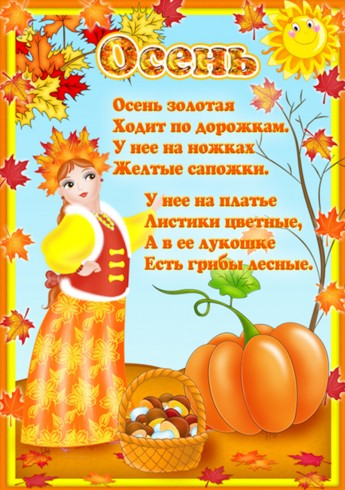 Осень
Осень золотая
Ходит по дорожкам.
У нее на ножках
Желтые сапожки.
У нее на платье
Листики цветные,
А в ее лукошке
Есть грибы лесные.